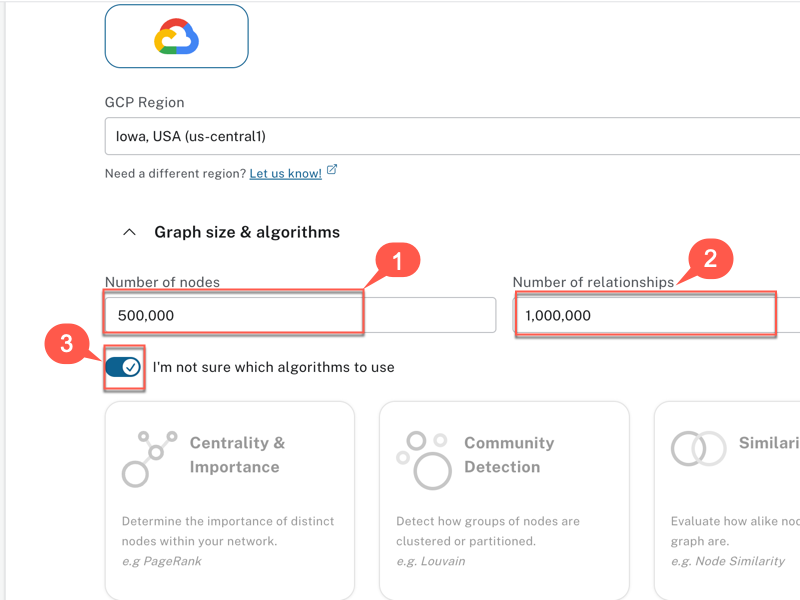 GCP Region
Iowa, USA (us-central1)
Need a different region? Let us know!
Graph size & algorithms
1
2
Number of nodes
Number of relationships
500,000
1,000,000
3
I'm not sure which algorithms to use
Centrality &
Importance
Determine the importance of distinct
nodes within your network.
e.g PageRank
Community
Detection
Detect how groups of nodes are
clustered or partitioned.
e.g. Louvain
Similari
Evaluate how alike noc
graph are.
e.g. Node Similarity